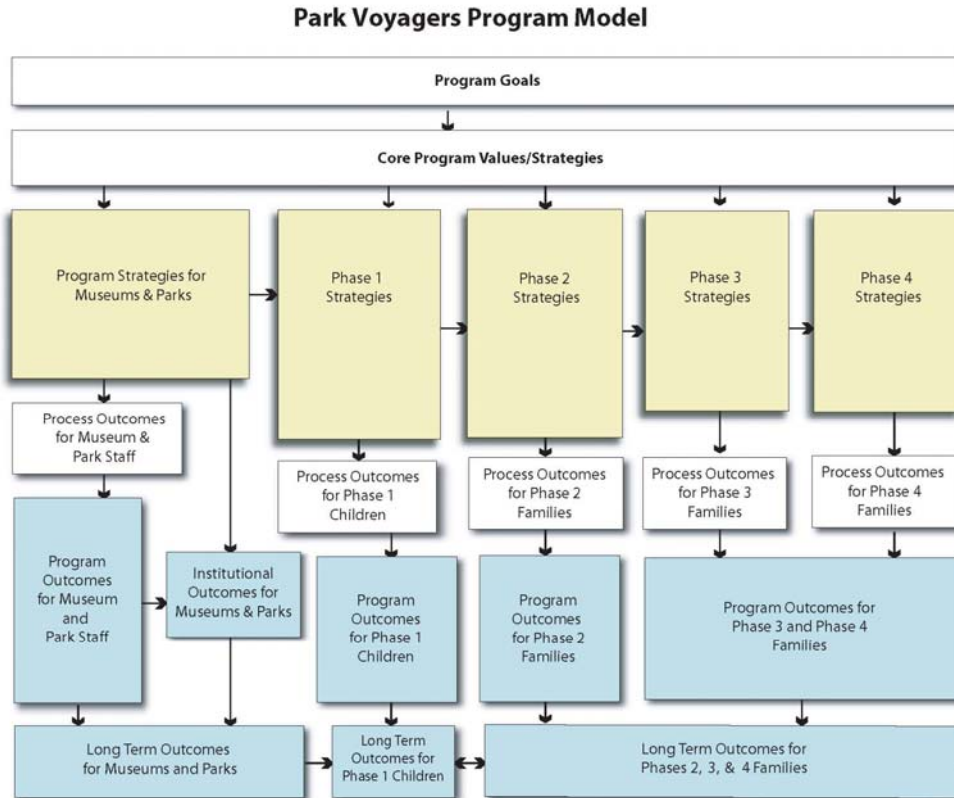 Park Voyagers Program Model
Program Goals
Core Program Values/Strategies
Program Strategies for
Museums & Parks
Phase 1
Strategies
Phase 2
Strategies
Phase 3
Strategies
Phase 4
Strategies
Process Outcomes
for Museum &
Park Staff
Process Outcomes
for Phase 1
Children
Process Outcomes
for Phase 2
Families
Process Outcomes
for Phase 3
Families
Process Outcomes
for Phase 4
Families
Program
Outcomes
for Museum
and
Park Staff
Institutional
Outcomes for
Museums & Parks
Program
Outcomes
for Phase 1
Children
Program
Outcomes
for Phase 2
Families
Program Outcomes for
Phase 3 and Phase 4
Families
Long Term Outcomes
for Museums and Parks
Long Term
Outcomes for
Phase 1 Children
Long Term Outcomes for
Phases 2, 3, & 4 Families